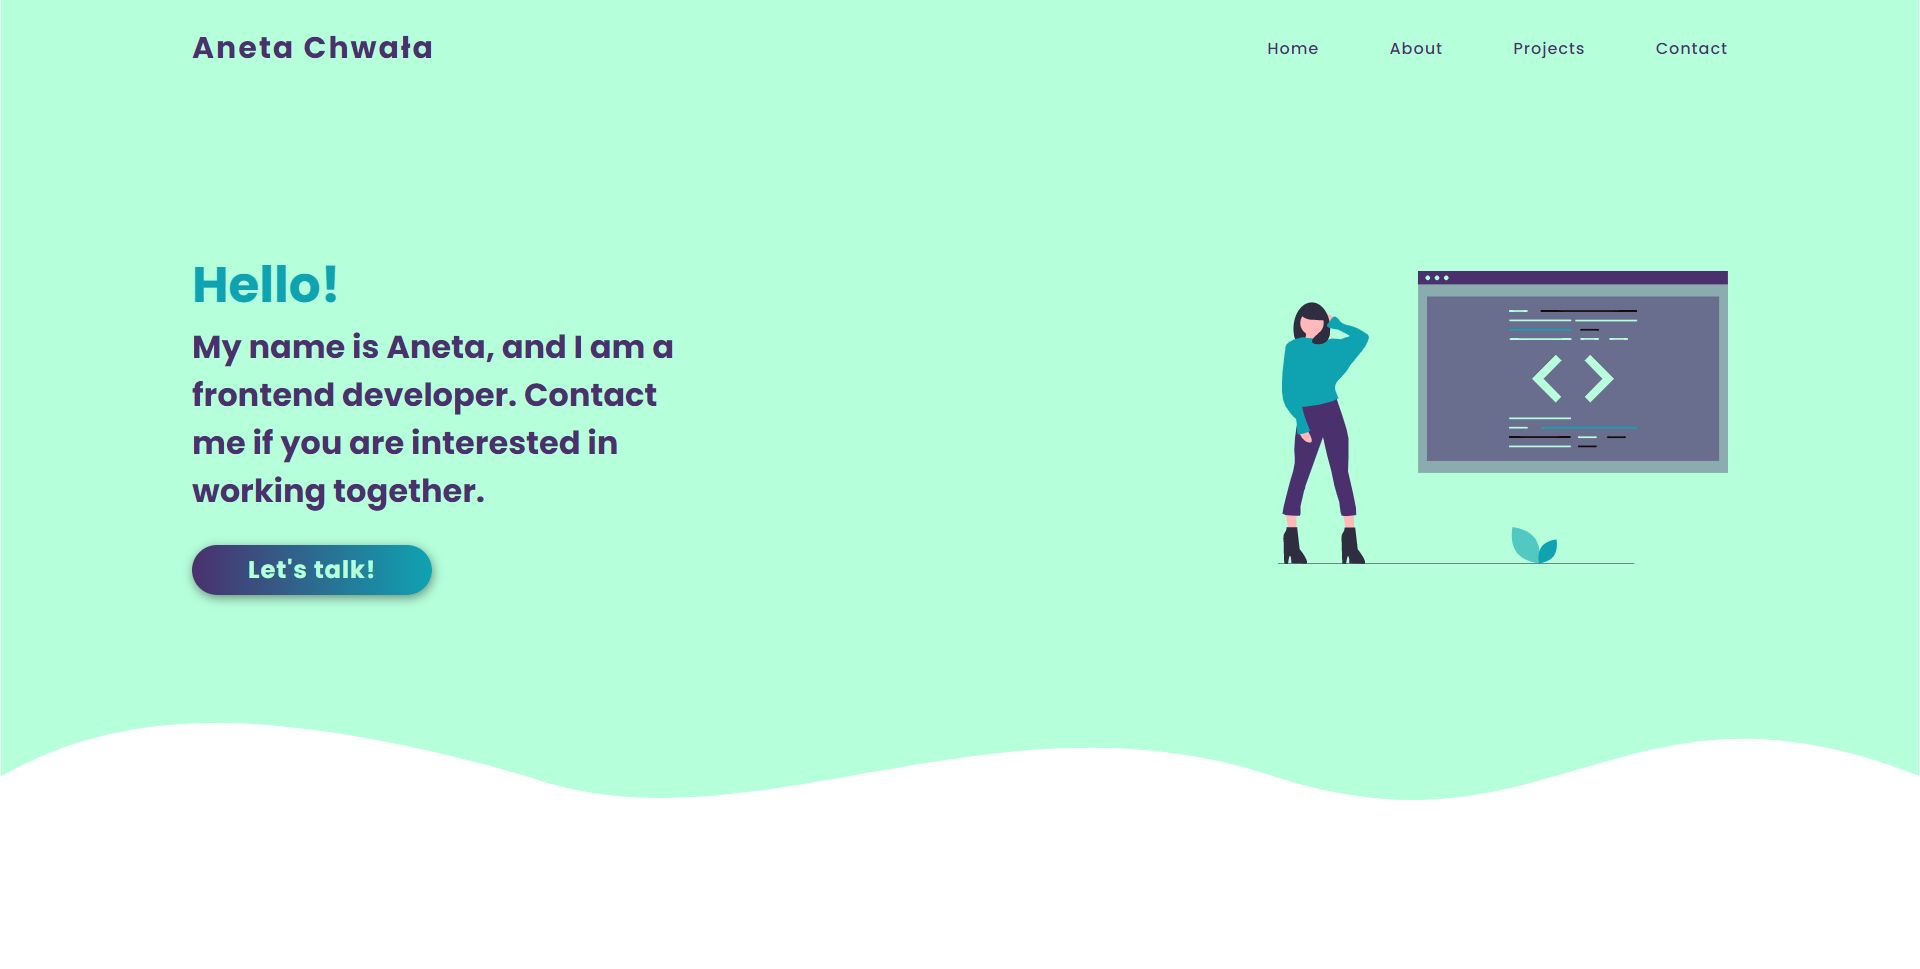 Aneta Chwała
Home About Projects Contact
Hello!
My name is Aneta, and I am a
frontend developer. Contact
me if you are interested in
working together.
Let's talk!